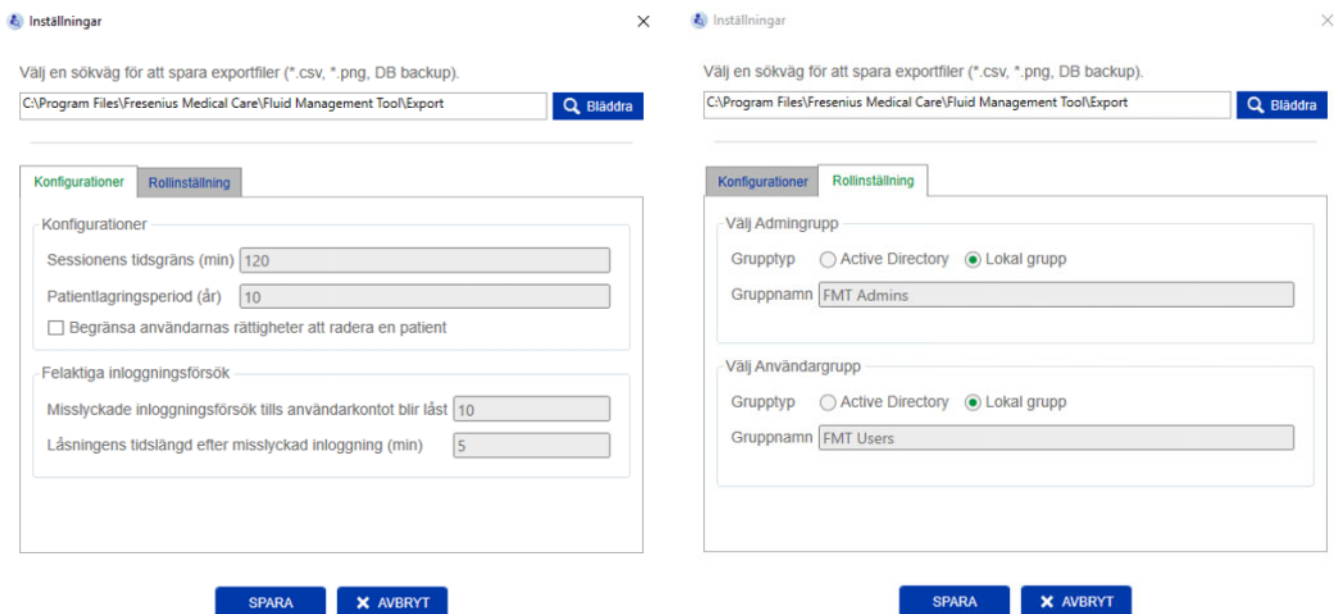 Inställningar
Välj en sökväg för att spara exportfiler (*.csv, *.png, DB backup).
C:\Program Files\Fresenius Medical Care\Fluid Management Tool\Export
Bläddra
Konfigurationer
Rollinställning
Konfigurationer
Sessionens tidsgräns (min) 120
Patientlagringsperiod (år) 10
Begränsa användarnas rättigheter att radera en patient
Felaktiga inloggningsförsök
Misslyckade inloggningsförsök tills användarkontot blir låst 10
Låsningens tidslängd efter misslyckad inloggning (min) 5
SPARA
AVBRYT
Inställningar
Välj en sökväg för att spara exportfiler (*.csv, *.png, DB backup).
C:\Program Files\Fresenius Medical Care\Fluid Management Tool\Export
Bläddra
Konfigurationer
Rollinställning
Välj Admingrupp
Grupptyp Active Directory Lokal grupp
Gruppnamn FMT Admins
Välj Användargrupp
Grupptyp Active Directory Lokal grupp
Gruppnamn FMT Users
SPARA
AVBRYT